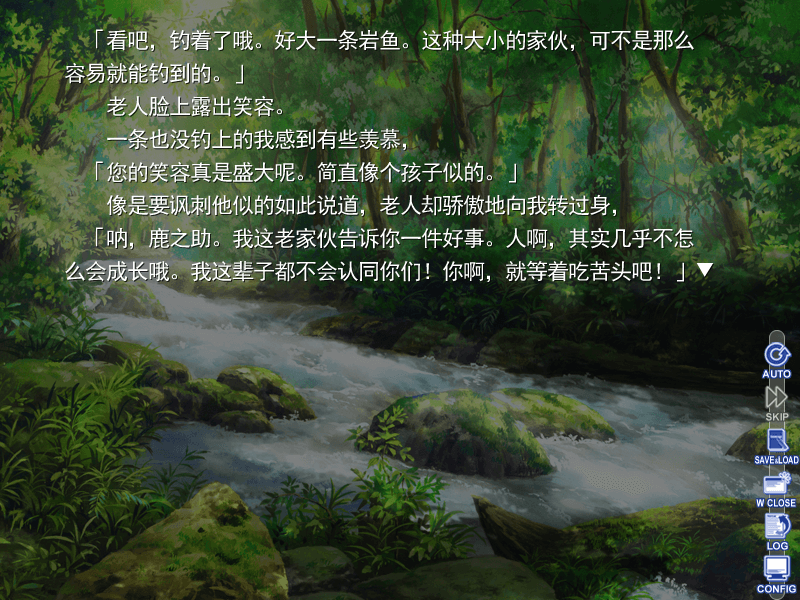 「看吧，钓着了哦。好大一条岩鱼。这种大小的家伙，可不是那么
容易就能钓到的。」
老人脸上露出笑容。
一条也没钓上的我感到有些羡慕，
「您的笑容真是盛大呢。简直像个孩子似的。」
像是要讽刺他似的如此说道，老人却骄傲地向我转过身，
「呐，鹿之助。我这老家伙告诉你一件好事。人啊，其实几乎不怎
么会成长哦。我这辈子都不会认同你们！你啊，就等着吃苦头吧！」▼
AUTO
SKIP
SAVE&LOAD
W CLOSE
LOG
CONFIG